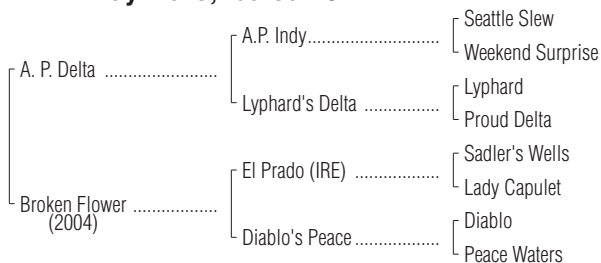 Seattle Slew
A.P. Indy
Weekend Surprise
A. P. Delta
Lyphard
Lyphard's Delta
Proud Delta
Sadler's Wells
El Prado (IRE)
Lady Capulet
Broken Flower
(2004)
Diablo
Diablo's Peace
Peace Waters